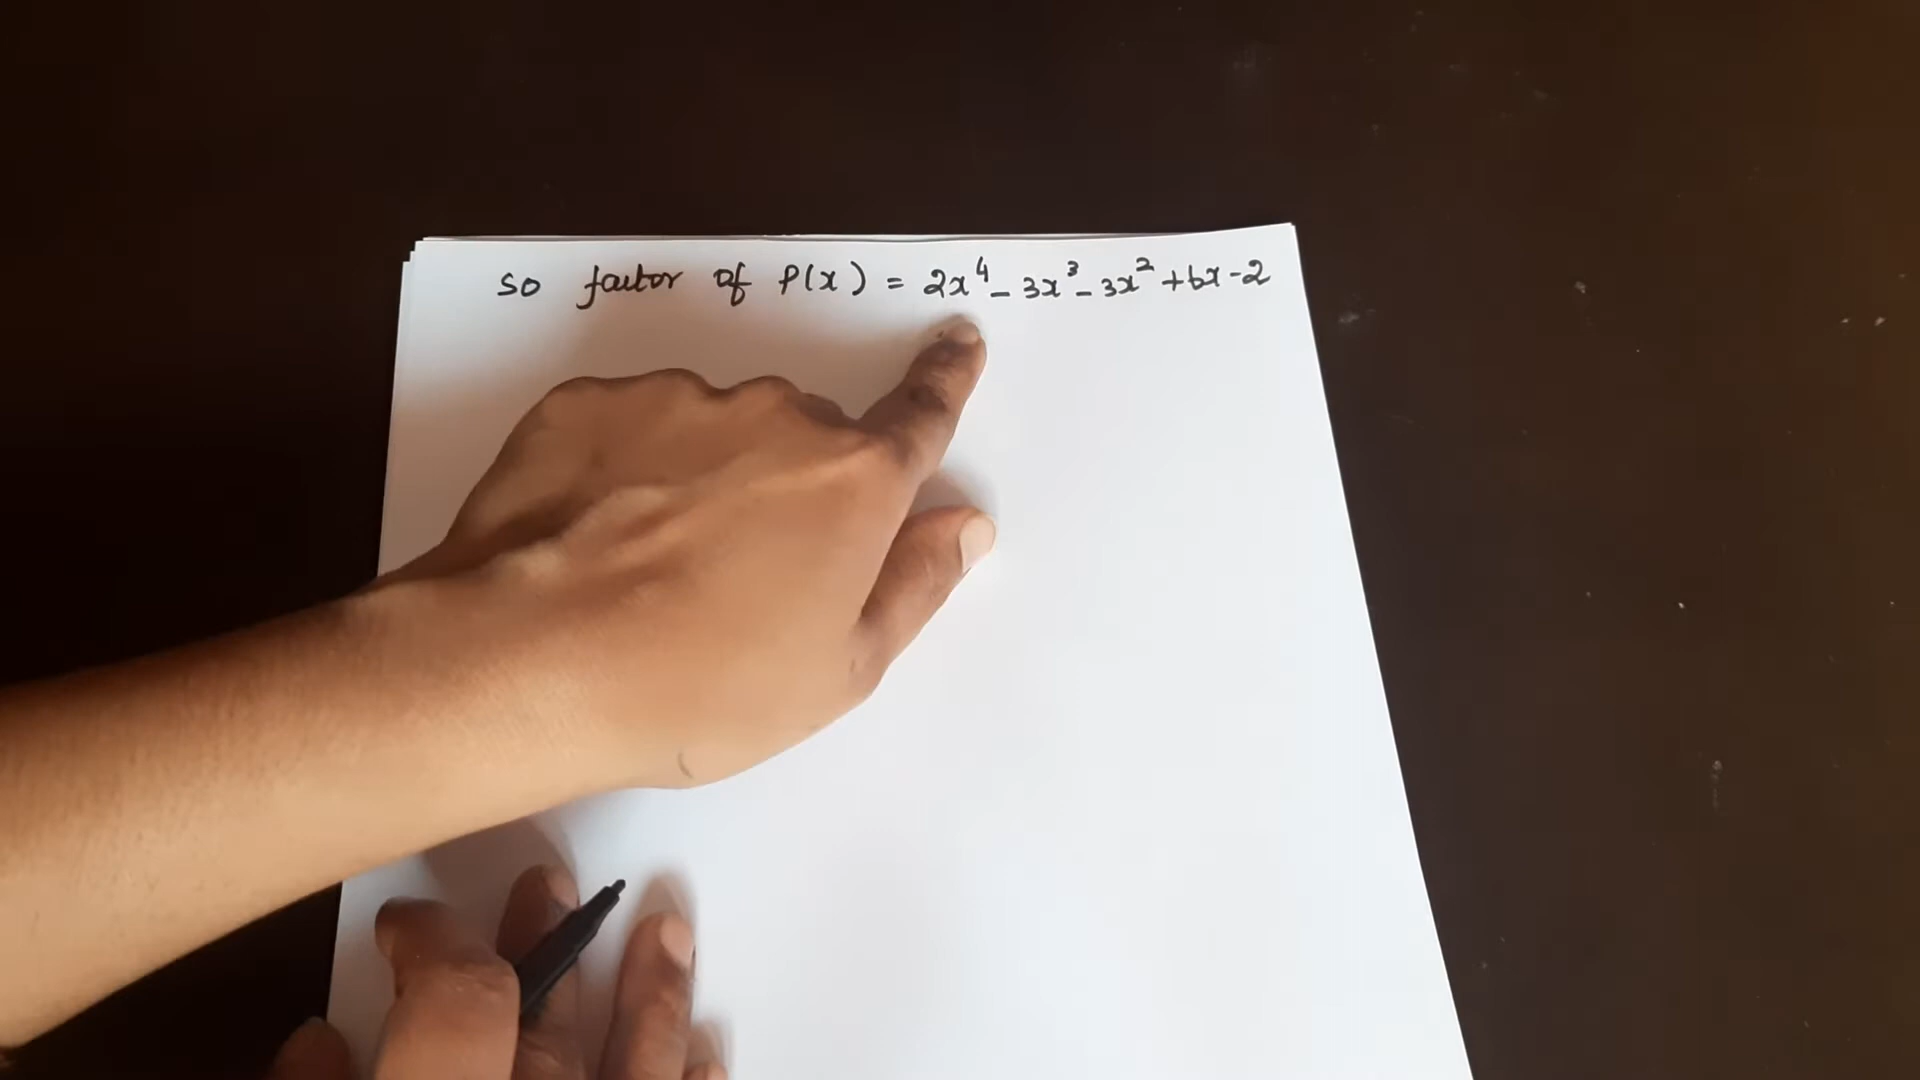 so factor of P(x) = 2x⁴ - 3x³ - 3x² + 6x - 2